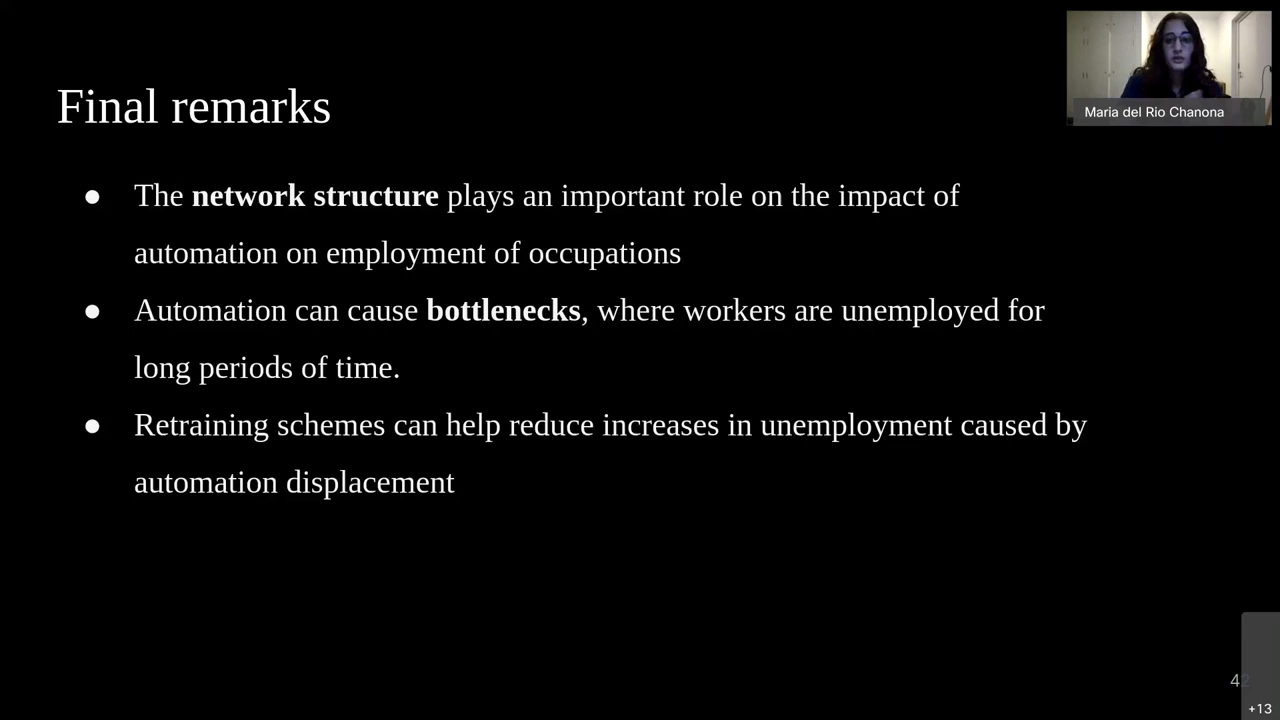 Maria del Rio Chanona
Final remarks
● The network structure plays an important role on the impact of
automation on employment of occupations
● Automation can cause bottlenecks, where workers are unemployed for
long periods of time.
● Retraining schemes can help reduce increases in unemployment caused by
automation displacement
42
+13